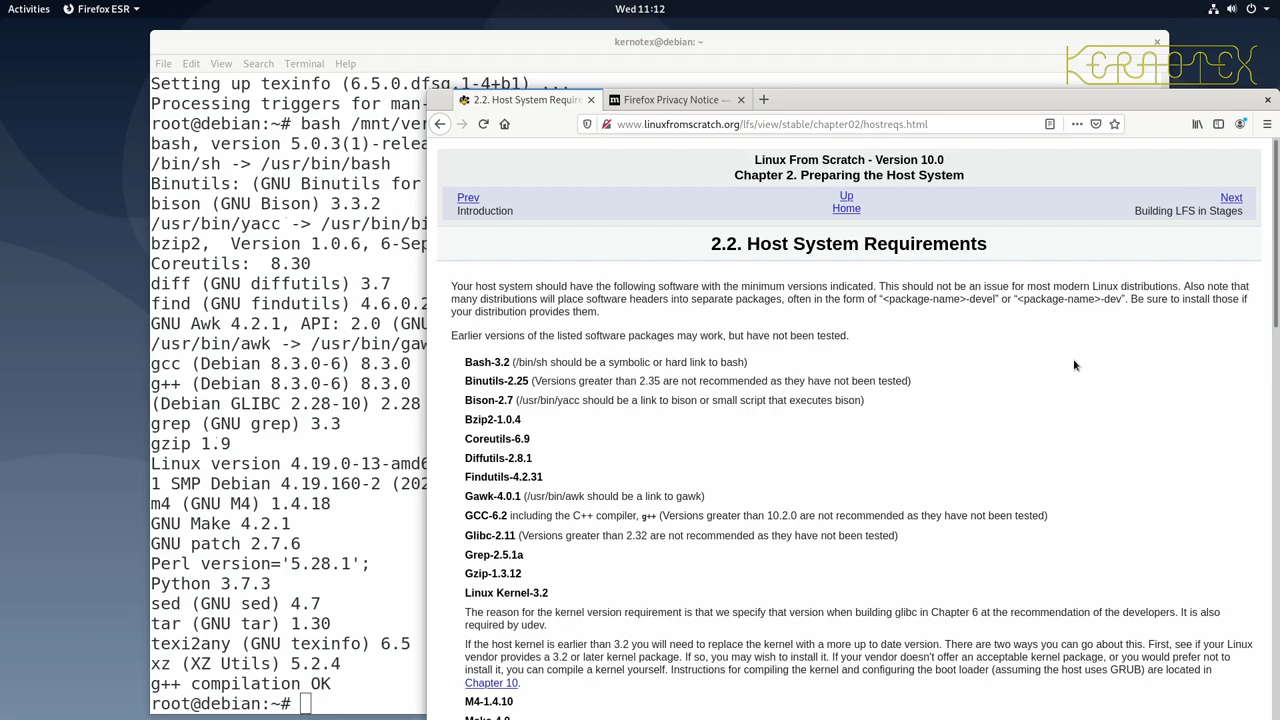 Activities
Firefox ESR
Wed 11:12
kernotex@debian: ~
KERNOTEX
File Edit View Search Terminal Help
Setting up texinfo (6.5.0.dfsg.1-4+b1) ...
Processing triggers for man-
root@debian:~# bash /mnt/ver
bash, version 5.0.3(1)-relea
/bin/sh -> /usr/bin/bash
Binutils: (GNU Binutils for
bison (GNU Bison) 3.3.2
/usr/bin/yacc -> /usr/bin/bi
bzip2,  Version 1.0.6, 6-Sep
Coreutils:  8.30
diff (GNU diffutils) 3.7
find (GNU findutils) 4.6.0.2
GNU Awk 4.2.1, API: 2.0 (GNU
/usr/bin/awk -> /usr/bin/gaw
gcc (Debian 8.3.0-6) 8.3.0
g++ (Debian 8.3.0-6) 8.3.0
(Debian GLIBC 2.28-10) 2.28
grep (GNU grep) 3.3
gzip 1.9
Linux version 4.19.0-13-amd6
1 SMP Debian 4.19.160-2 (202
m4 (GNU M4) 1.4.18
GNU Make 4.2.1
GNU patch 2.7.6
Perl version='5.28.1';
Python 3.7.3
sed (GNU sed) 4.7
tar (GNU tar) 1.30
texi2any (GNU texinfo) 6.5
xz (XZ Utils) 5.2.4
g++ compilation OK
root@debian:~#
2.2. Host System Require
Firefox Privacy Notice —
www.linuxfromscratch.org/lfs/view/stable/chapter02/hostreqs.html
Linux From Scratch - Version 10.0
Chapter 2. Preparing the Host System
Prev Up Next
Introduction Home Building LFS in Stages
2.2. Host System Requirements
Your host system should have the following software with the minimum versions indicated. This should not be an issue for most modern Linux distributions. Also note that
many distributions will place software headers into separate packages, often in the form of “<package-name>-devel” or “<package-name>-dev”. Be sure to install those if
your distribution provides them.
Earlier versions of the listed software packages may work, but have not been tested.
Bash-3.2 (/bin/sh should be a symbolic or hard link to bash)
Binutils-2.25 (Versions greater than 2.35 are not recommended as they have not been tested)
Bison-2.7 (/usr/bin/yacc should be a link to bison or small script that executes bison)
Bzip2-1.0.4
Coreutils-6.9
Diffutils-2.8.1
Findutils-4.2.31
Gawk-4.0.1 (/usr/bin/awk should be a link to gawk)
GCC-6.2 including the C++ compiler, g++ (Versions greater than 10.2.0 are not recommended as they have not been tested)
Glibc-2.11 (Versions greater than 2.32 are not recommended as they have not been tested)
Grep-2.5.1a
Gzip-1.3.12
Linux Kernel-3.2
The reason for the kernel version requirement is that we specify that version when building glibc in Chapter 6 at the recommendation of the developers. It is also
required by udev.
If the host kernel is earlier than 3.2 you will need to replace the kernel with a more up to date version. There are two ways you can go about this. First, see if your Linux
vendor provides a 3.2 or later kernel package. If so, you may wish to install it. If your vendor doesn't offer an acceptable kernel package, or you would prefer not to
install it, you can compile a kernel yourself. Instructions for compiling the kernel and configuring the boot loader (assuming the host uses GRUB) are located in
Chapter 10.
M4-1.4.10
Make-4.0